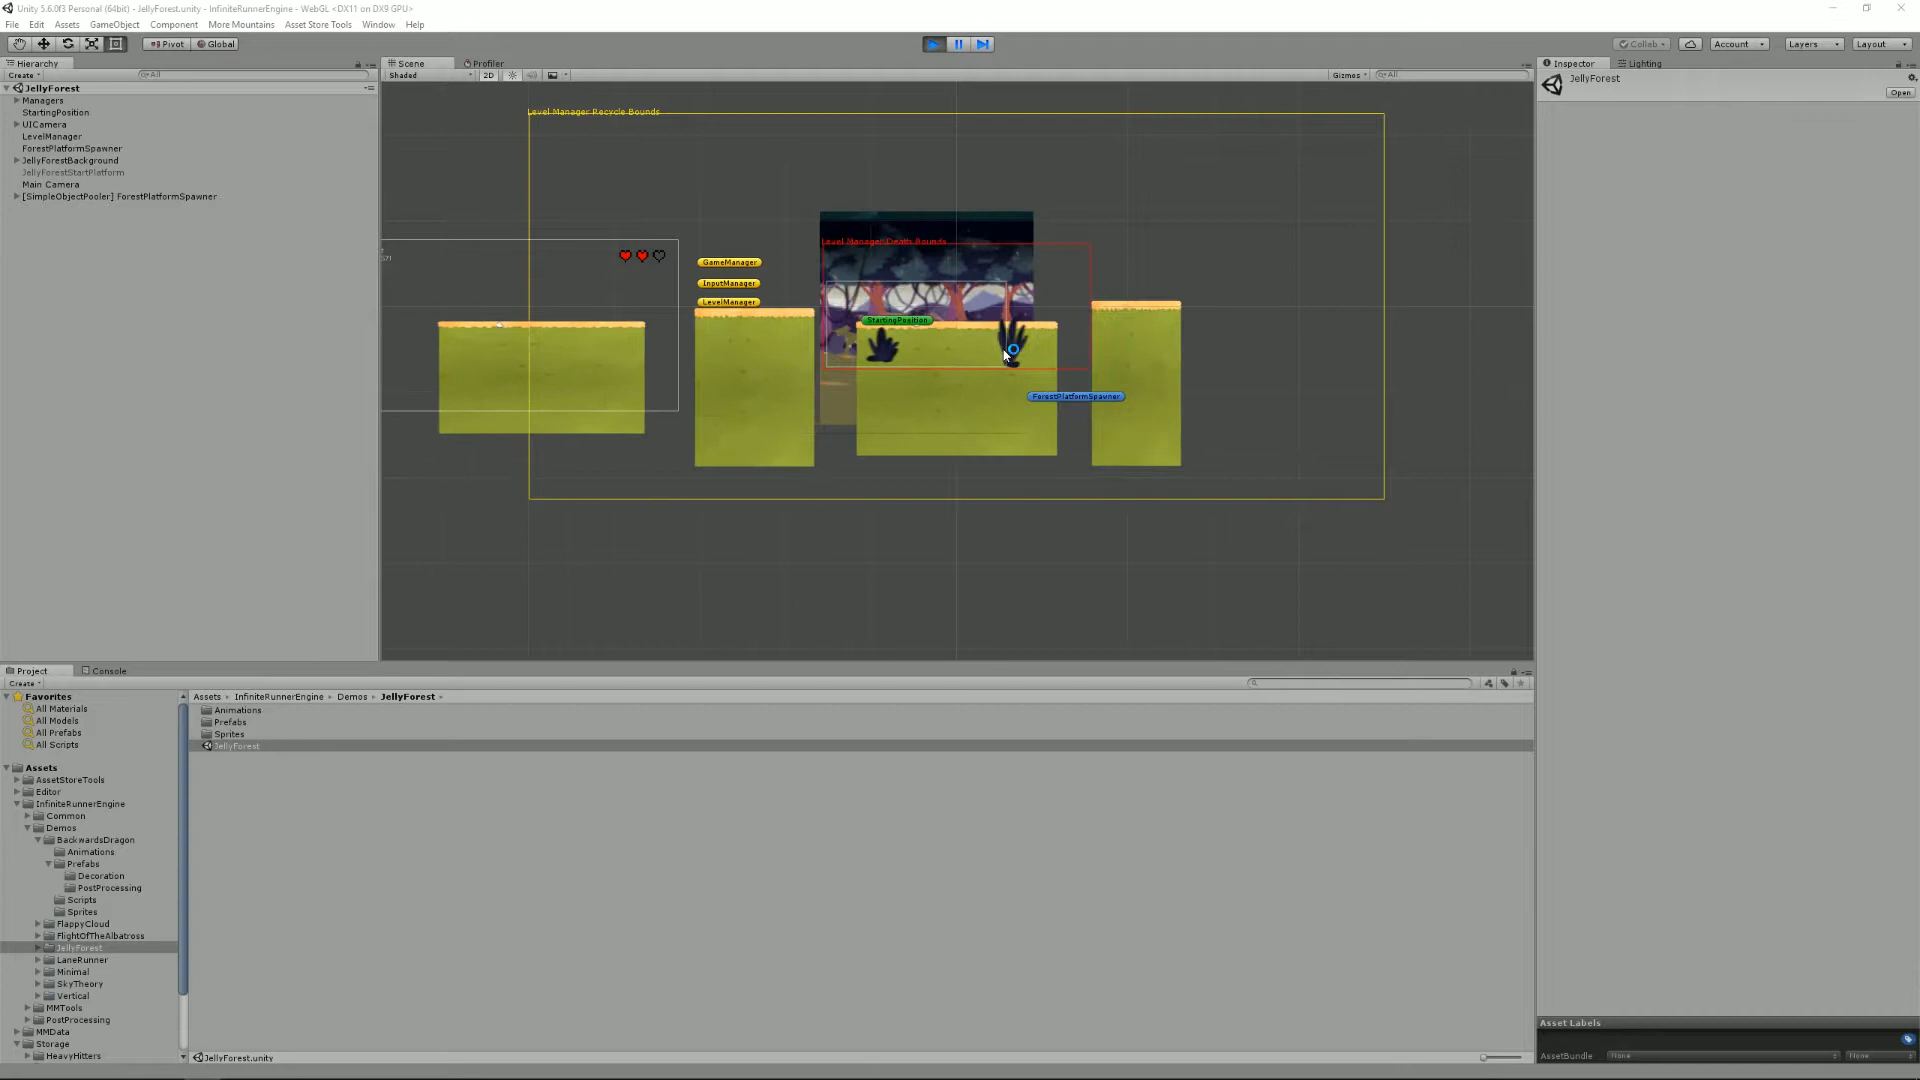 Unity 5.6.0f3 Personal (64bit) - JellyForest.unity - InfiniteRunnerEngine - WebGL <DX11 on DX9 GPU>
File Edit Assets GameObject Component More Mountains Asset Store Tools Window Help
Pivot Global Collab Account Layers Layout
Hierarchy Scene Profiler Inspector Lighting
Create All Shaded 2D Gizmos All JellyForest
JellyForest
Open
Managers
StartingPosition
UICamera
LevelManager
ForestPlatformSpawner
JellyForestBackground
JellyForestStartPlatform
Main Camera
[SimpleObjectPooler] ForestPlatformSpawner
Level Manager Recycle Bounds
Level Manager Death Bounds
GameManager
InputManager
LevelManager
StartingPosition
ForestPlatformSpawner
Project Console
Create
Favorites
All Materials
All Models
All Prefabs
All Scripts
Assets
AssetStoreTools
Editor
InfiniteRunnerEngine
Common
Demos
BackwardsDragon
Animations
Prefabs
Decoration
PostProcessing
Scripts
Sprites
FlappyCloud
FlightOfTheAlbatross
JellyForest
LaneRunner
Minimal
SkyTheory
Vertical
MMTools
PostProcessing
MMData
Storage
HeavyHitters
Assets InfiniteRunnerEngine Demos JellyForest
Animations
Prefabs
Sprites
JellyForest
JellyForest.unity
Asset Labels
AssetBundle None None